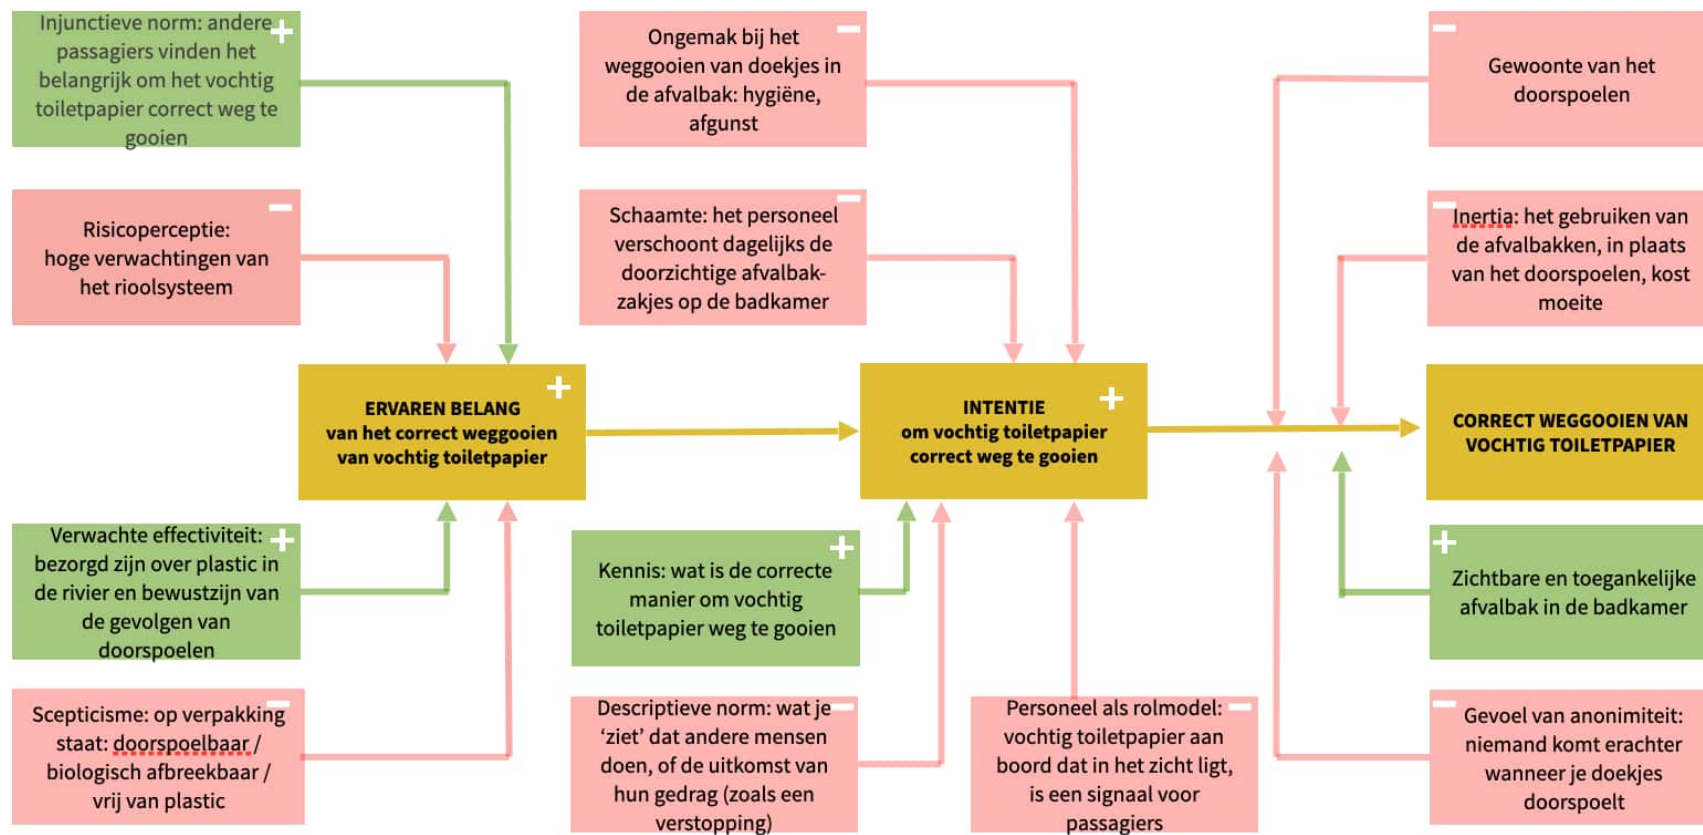 Injunctieve norm: andere
passagiers vinden het
belangrijk om het vochtig
toiletpapier correct weg te
gooien
+
Ongemak bij het
weggooien van doekjes in
de afvalbak: hygiëne,
afgunst
−
−
Gewoonte van het
doorspoelen
Risicoperceptie:
hoge verwachtingen van
het rioolsysteem
−
Schaamte: het personeel
verschoont dagelijks de
doorzichtige afvalbak-
zakjes op de badkamer
−
−
Inertia: het gebruiken van
de afvalbakken, in plaats
van het doorspoelen, kost
moeite
ERVAREN BELANG
van het correct weggooien
van vochtig toiletpapier
+
INTENTIE
om vochtig toiletpapier
correct weg te gooien
+
CORRECT WEGGOOIEN VAN
VOCHTIG TOILETPAPIER
Verwachte effectiviteit:
bezorgd zijn over plastic in
de rivier en bewustzijn van
de gevolgen van
doorspoelen
+
Kennis: wat is de correcte
manier om vochtig
toiletpapier weg te gooien
+
+
Zichtbare en toegankelijke
afvalbak in de badkamer
Scepticisme: op verpakking
staat: doorspoelbaar /
biologisch afbreekbaar /
vrij van plastic
−
Descriptieve norm: wat je
‘ziet’ dat andere mensen
doen, of de uitkomst van
hun gedrag (zoals een
verstopping)
−
Personeel als rolmodel:
vochtig toiletpapier aan
boord dat in het zicht ligt,
is een signaal voor
passagiers
−
−
Gevoel van anonimiteit:
niemand komt erachter
wanneer je doekjes
doorspoelt